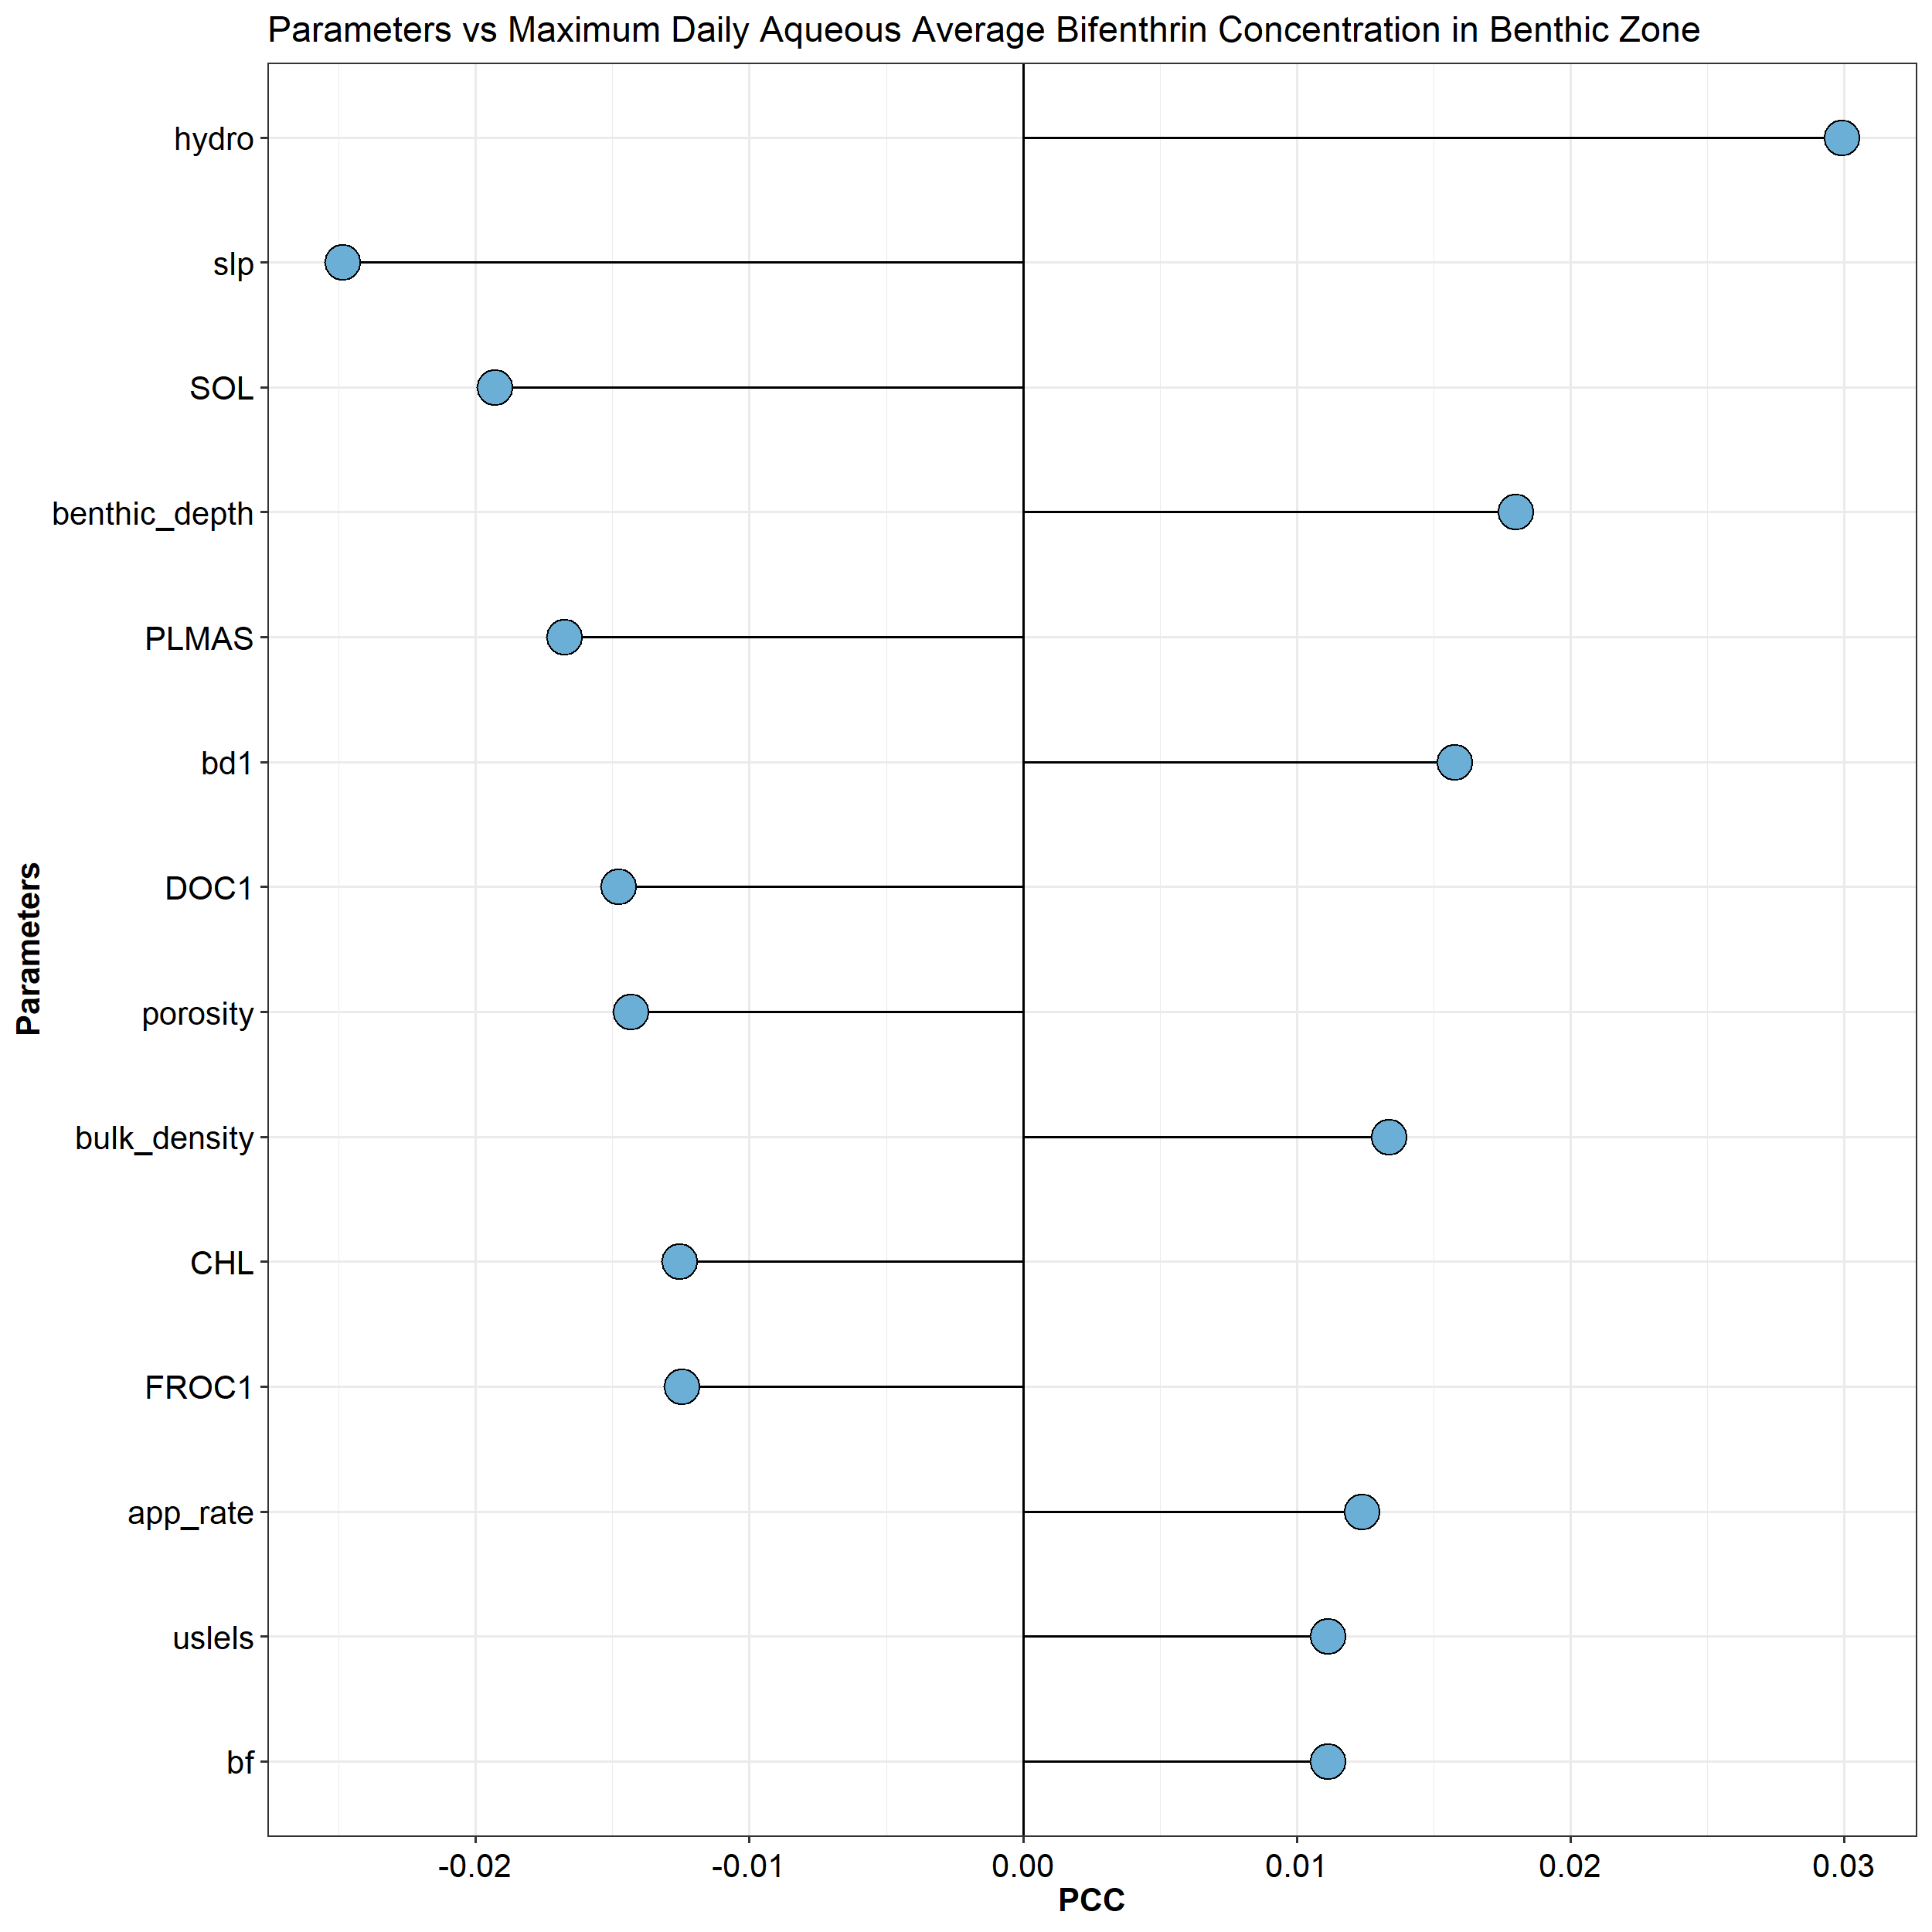 Parameters vs Maximum Daily Aqueous Average Bifenthrin Concentration in Benthic Zone
hydro
slp
SOL
benthic_depth
PLMAS
bd1
DOC1
porosity
bulk_density
CHL
FROC1
app_rate
uslels
bf
Parameters
-0.02 -0.01 0.00 0.01 0.02 0.03
PCC